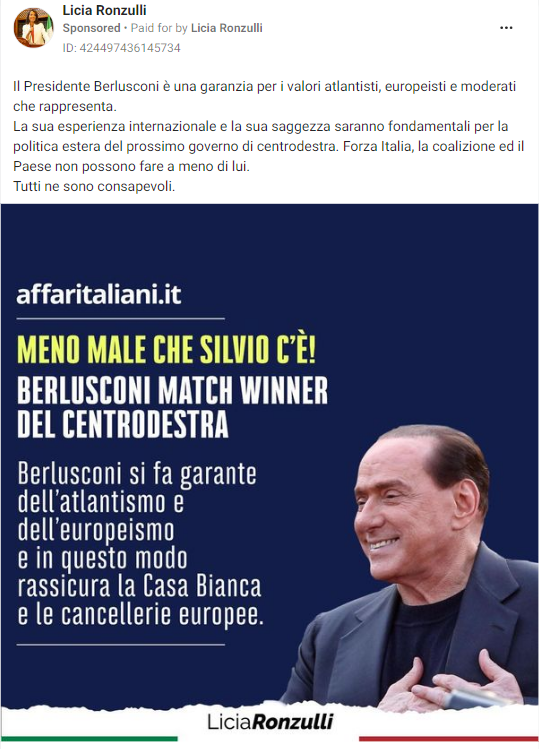 Licia Ronzulli
Sponsored • Paid for by Licia Ronzulli
ID: 424497436145734
Il Presidente Berlusconi è una garanzia per i valori atlantisti, europeisti e moderati
che rappresenta.
La sua esperienza internazionale e la sua saggezza saranno fondamentali per la
politica estera del prossimo governo di centrodestra. Forza Italia, la coalizione ed il
Paese non possono fare a meno di lui.
Tutti ne sono consapevoli.
affaritaliani.it
MENO MALE CHE SILVIO C'È!
BERLUSCONI MATCH WINNER
DEL CENTRODESTRA
Berlusconi si fa garante
dell'atlantismo e
dell'europeismo
e in questo modo
rassicura la Casa Bianca
e le cancellerie europee.
LiciaRonzulli